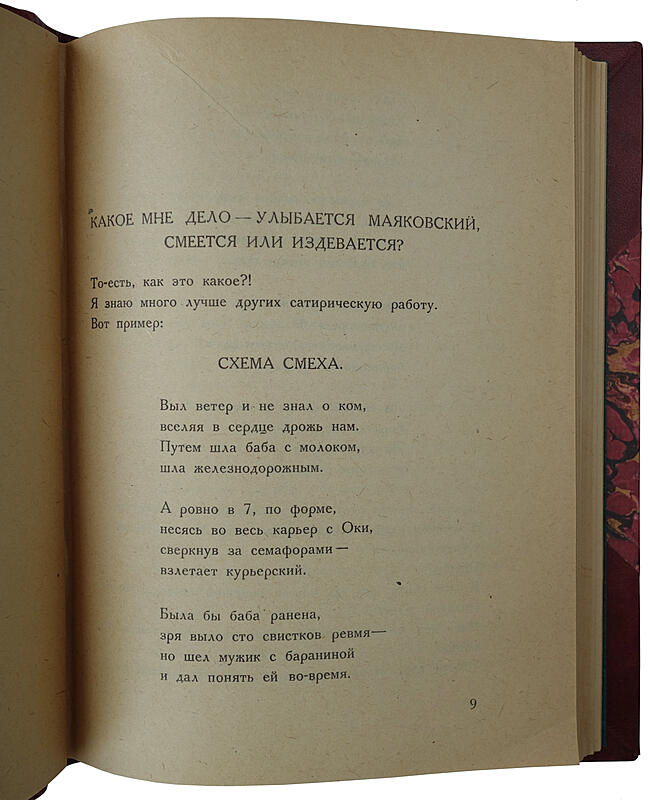 КАКОЕ МНЕ ДЕЛО — УЛЫБАЕТСЯ МАЯКОВСКИЙ,
СМЕЕТСЯ ИЛИ ИЗДЕВАЕТСЯ?
То-есть, как это какое?!
Я знаю много лучше других сатирическую работу.
Вот пример:
СХЕМА СМЕХА.
Выл ветер и не знал о ком,
вселяя в сердце дрожь нам.
Путем шла баба с молоком,
шла железнодорожным.
А ровно в 7, по форме,
несясь во весь карьер с Оки,
сверкнув за семафорами —
взлетает курьерский.
Была бы баба ранена,
зря выло сто свистков ревмя—
но шел мужик с бараниной
и дал понять ей во-время.
9